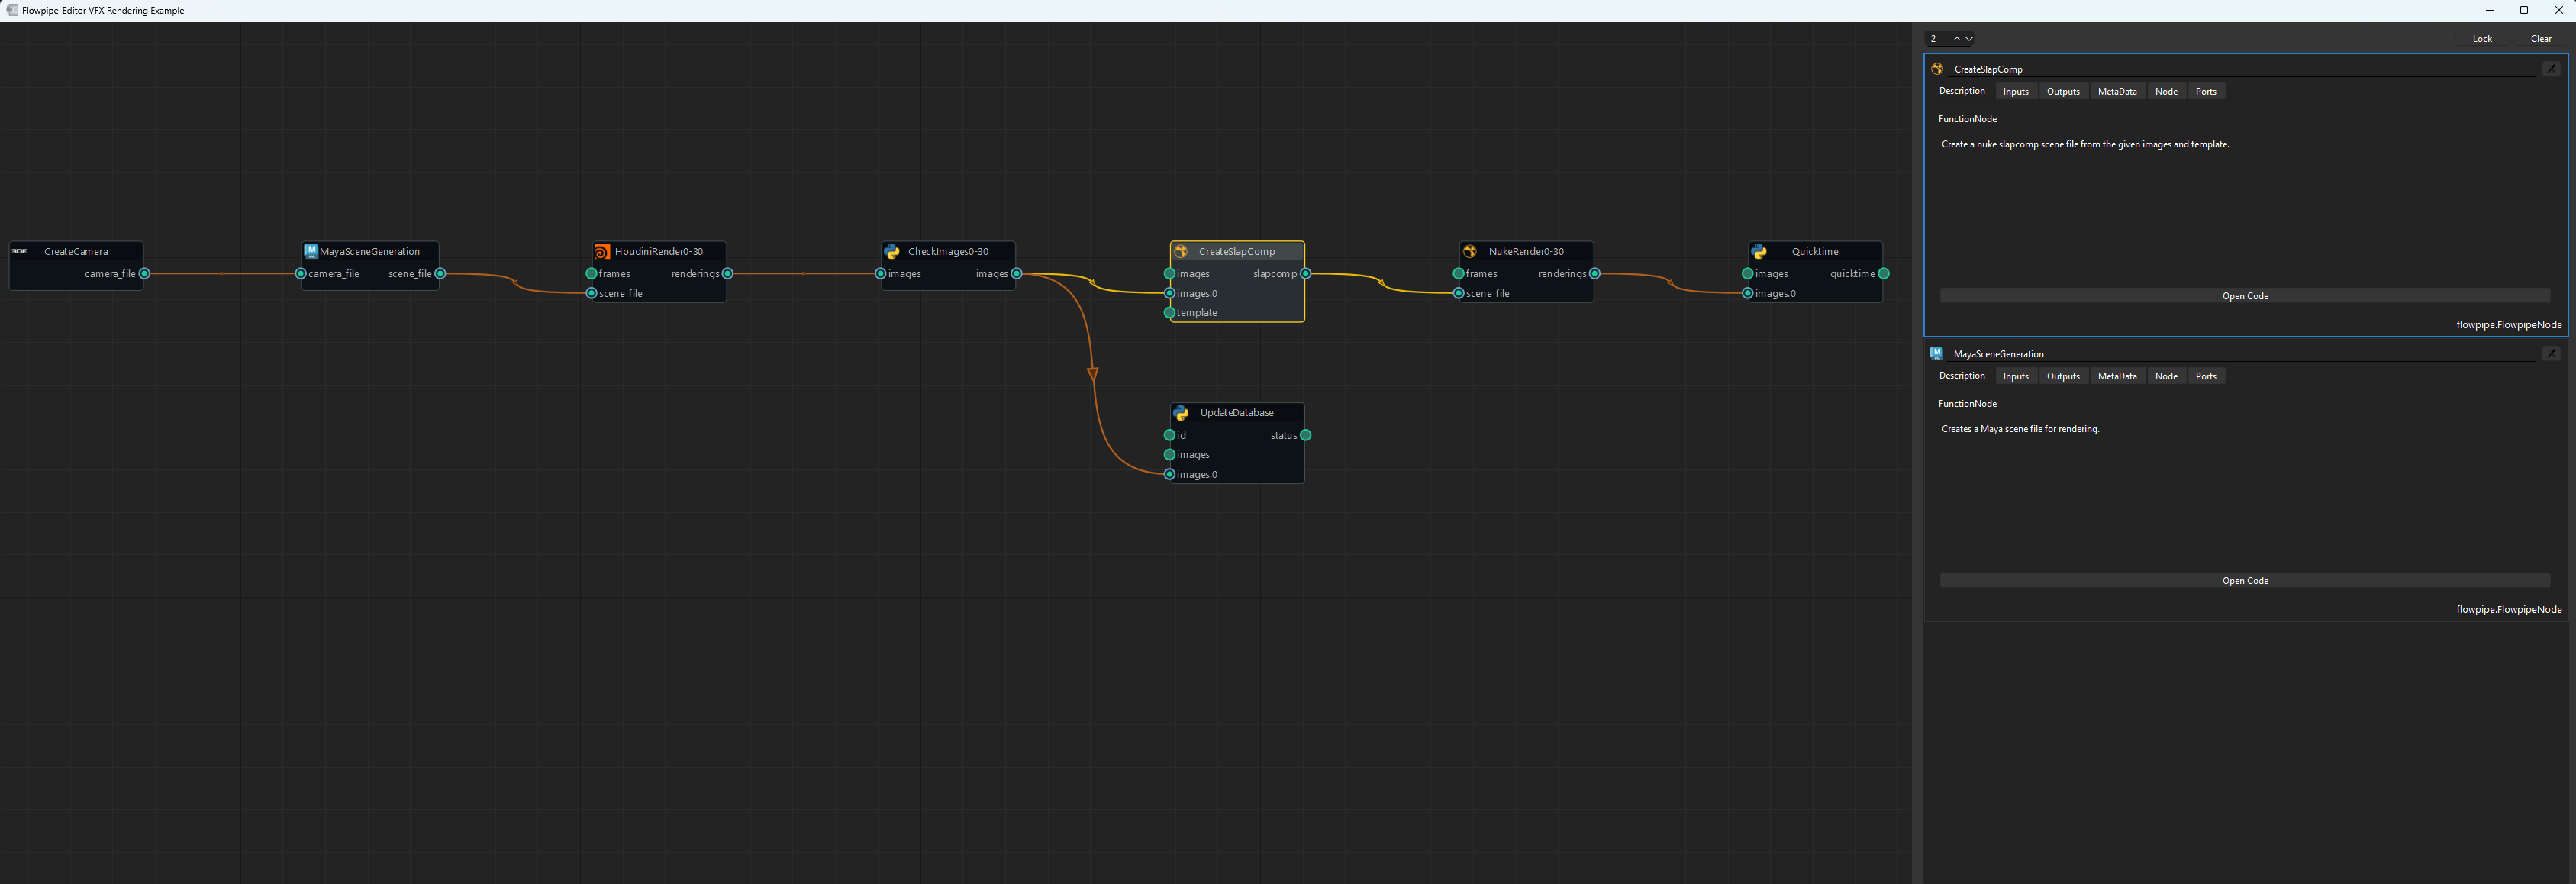 Flowpipe-Editor VFX Rendering Example
3DE CreateCamera
camera_file
M MayaSceneGeneration
camera_file scene_file
HoudiniRender0-30
frames renderings
scene_file
CheckImages0-30
images images
CreateSlapComp
images slapcomp
images.0
template
NukeRender0-30
frames renderings
scene_file
Quicktime
images quicktime
images.0
UpdateDatabase
id_ status
images
images.0
2 Lock Clear
CreateSlapComp
Description Inputs Outputs MetaData Node Ports
FunctionNode
Create a nuke slapcomp scene file from the given images and template.
Open Code
flowpipe.FlowpipeNode
M MayaSceneGeneration
Description Inputs Outputs MetaData Node Ports
FunctionNode
Creates a Maya scene file for rendering.
Open Code
flowpipe.FlowpipeNode